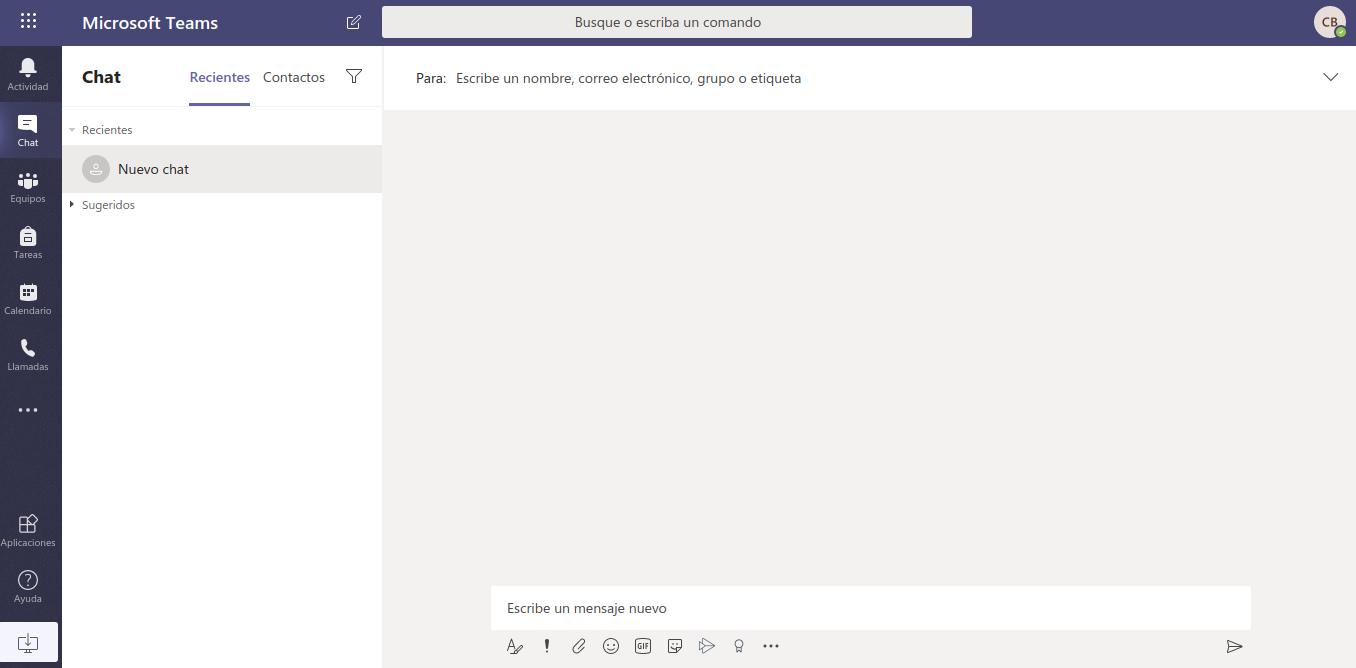 Microsoft Teams
Busque o escriba un comando
CB
Actividad
Chat
Equipos
Tareas
Calendario
Llamadas
Aplicaciones
Ayuda
Chat
Recientes
Contactos
Recientes
Nuevo chat
Sugeridos
Para: Escribe un nombre, correo electrónico, grupo o etiqueta
Escribe un mensaje nuevo
GIF